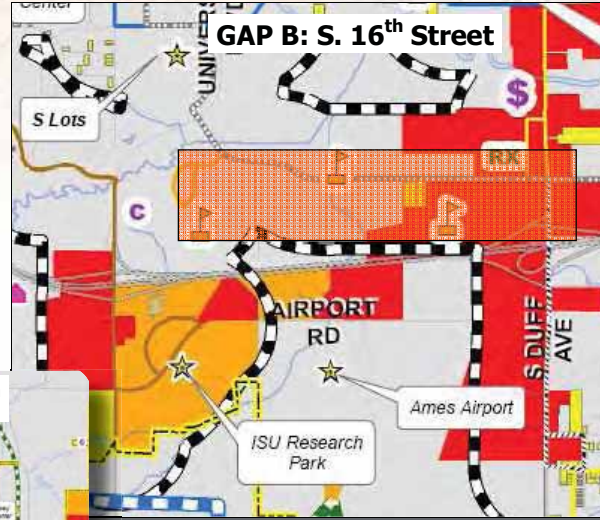 Center
GAP B: S. 16th Street
UNIVERS
S Lots
$
RX
C
AIRPORT
RD
S DUFF
AVE
Ames Airport
ISU Research
Park